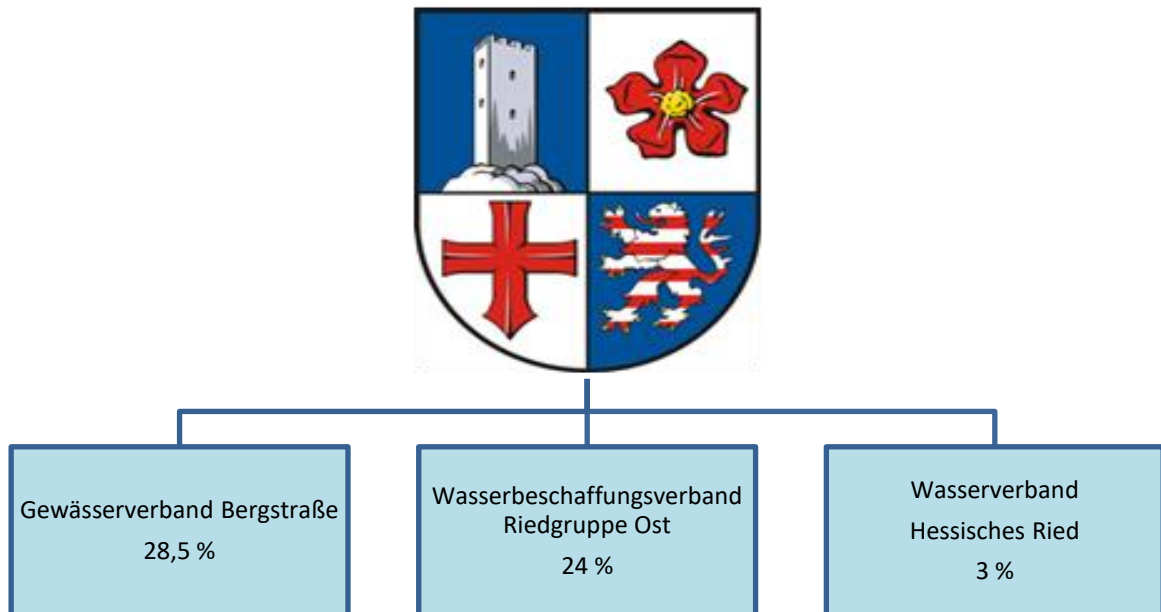 Gewässerverband Bergstraße
28,5 %
Wasserbeschaffungsverband
Riedgruppe Ost
24 %
Wasserverband
Hessisches Ried
3 %